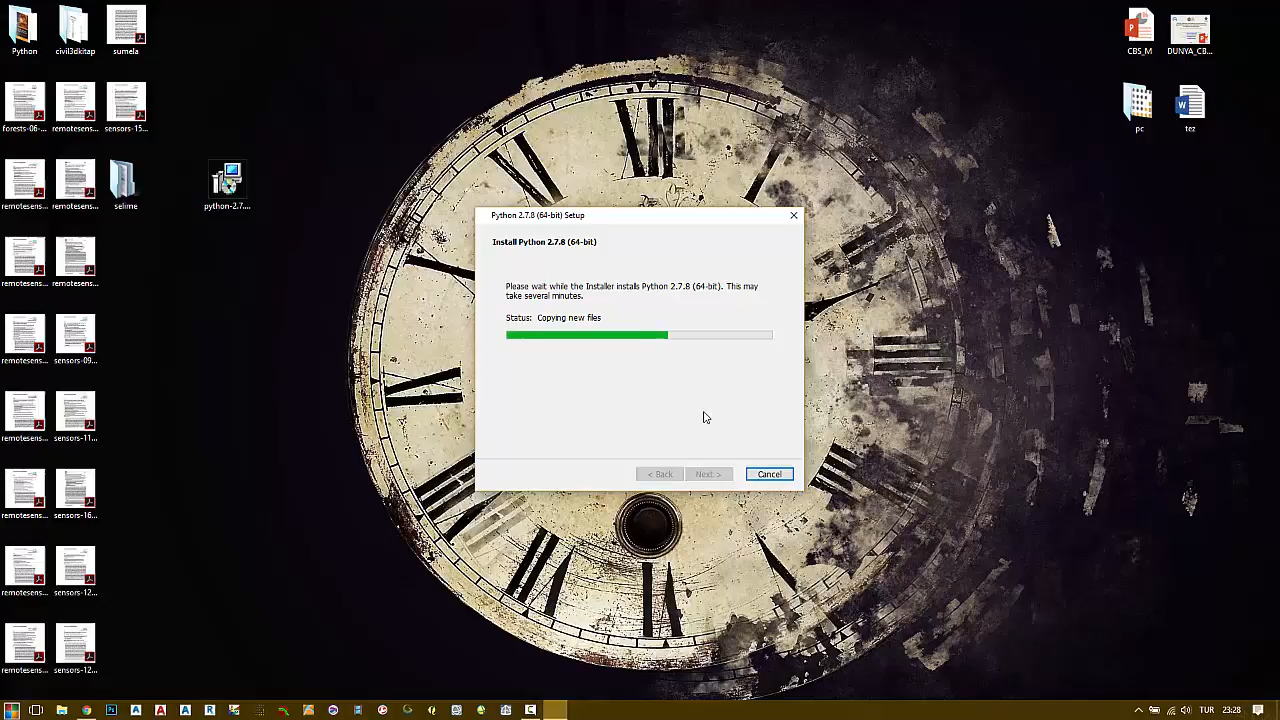 Python
civil3dkitap
sumela
CBS_M
DUNYA_CB...
forests-06-...
remotesens...
sensors-15...
pc
tez
remotesens...
remotesens...
selime
python-2.7....
Python 2.7.8 (64-bit) Setup
Install Python 2.7.8 (64-bit)
Please wait while the Installer installs Python 2.7.8 (64-bit). This may
take several minutes.
Status: Copying new files
< Back
Next >
Cancel
remotesens...
remotesens...
remotesens...
sensors-09...
remotesens...
sensors-11...
remotesens...
sensors-16...
remotesens...
sensors-12...
remotesens...
sensors-12...
TUR
23:28